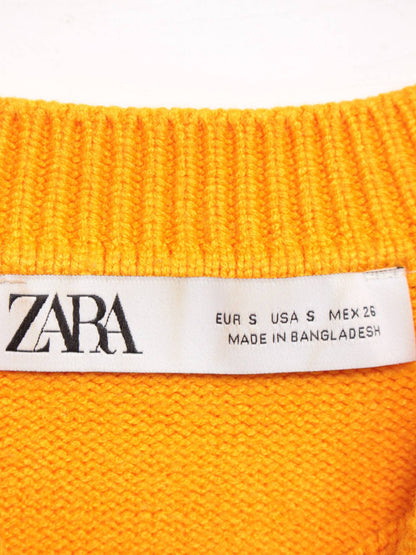 ZARA
EUR S USA S MEX 26
MADE IN BANGLADESH